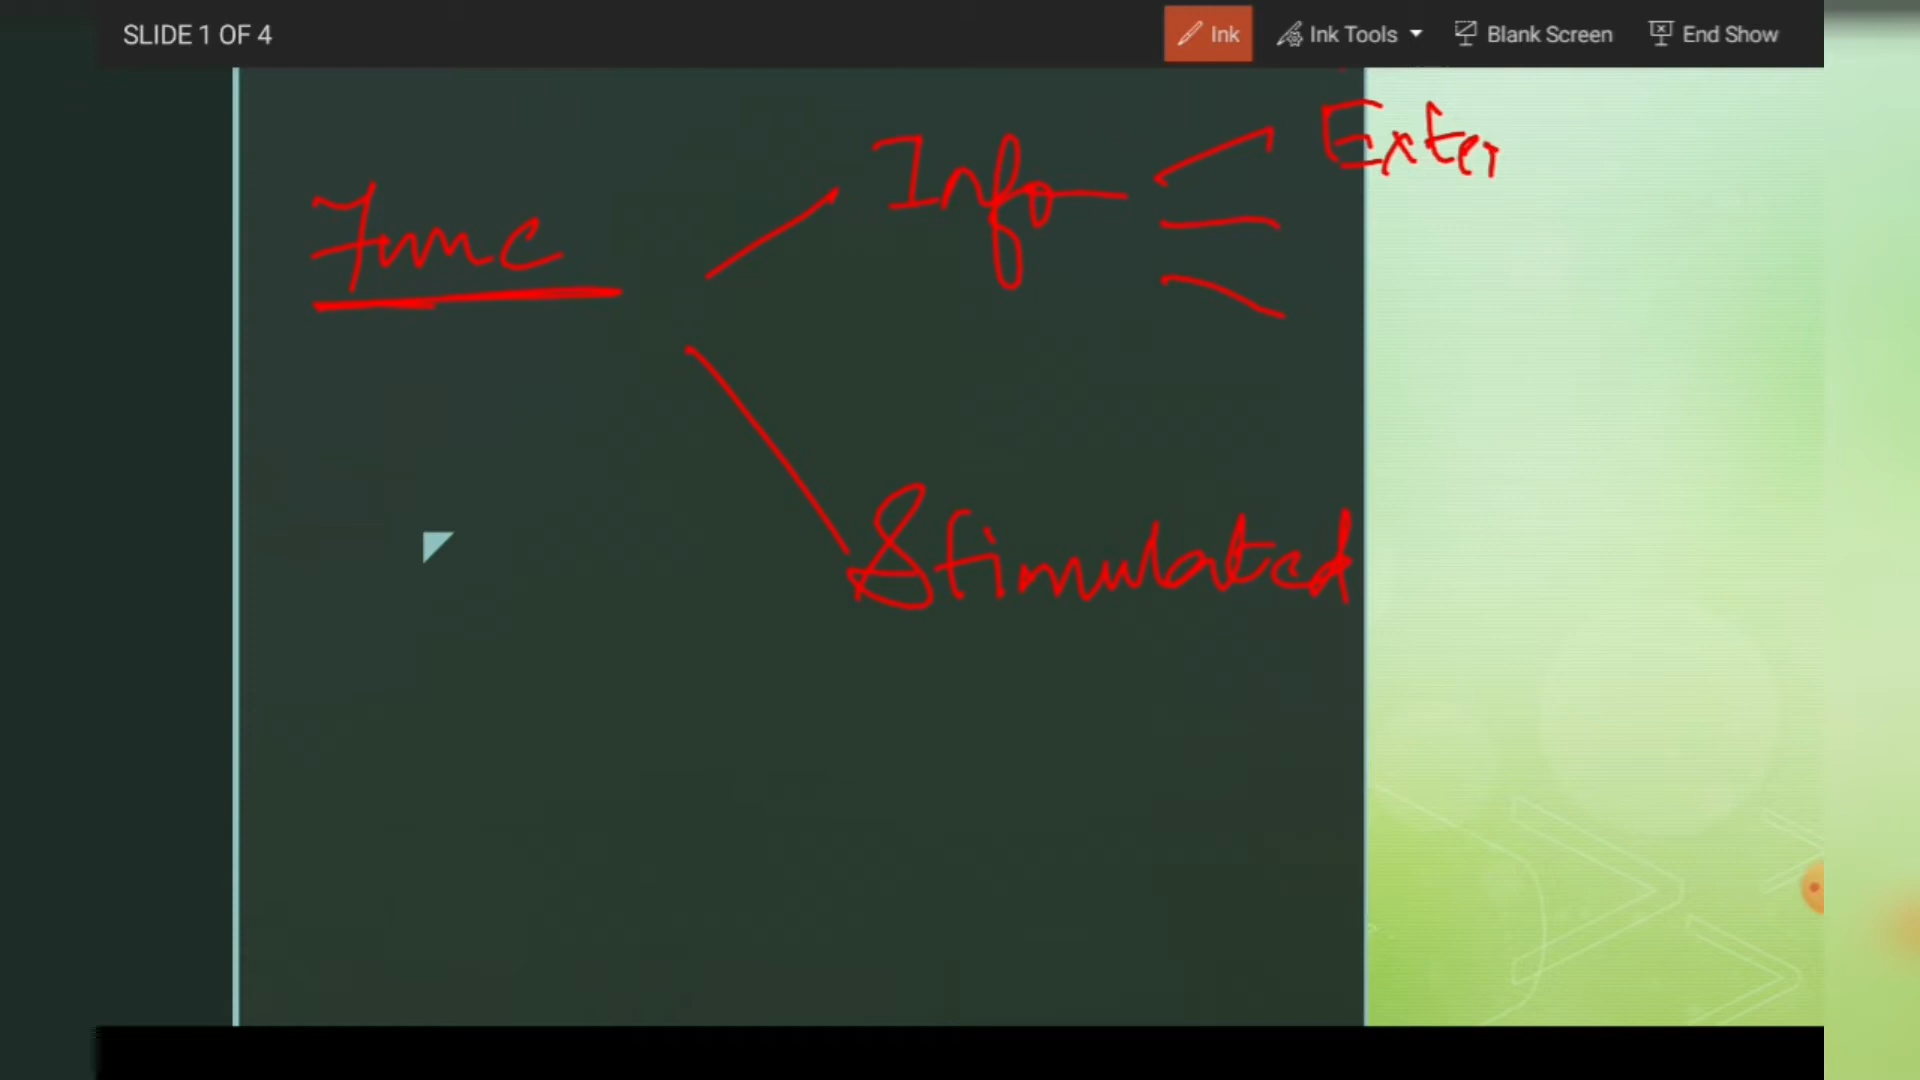 SLIDE 1 OF 4
Ink
Ink Tools
Blank Screen
End Show
Exter
Info
Func
Stimulated